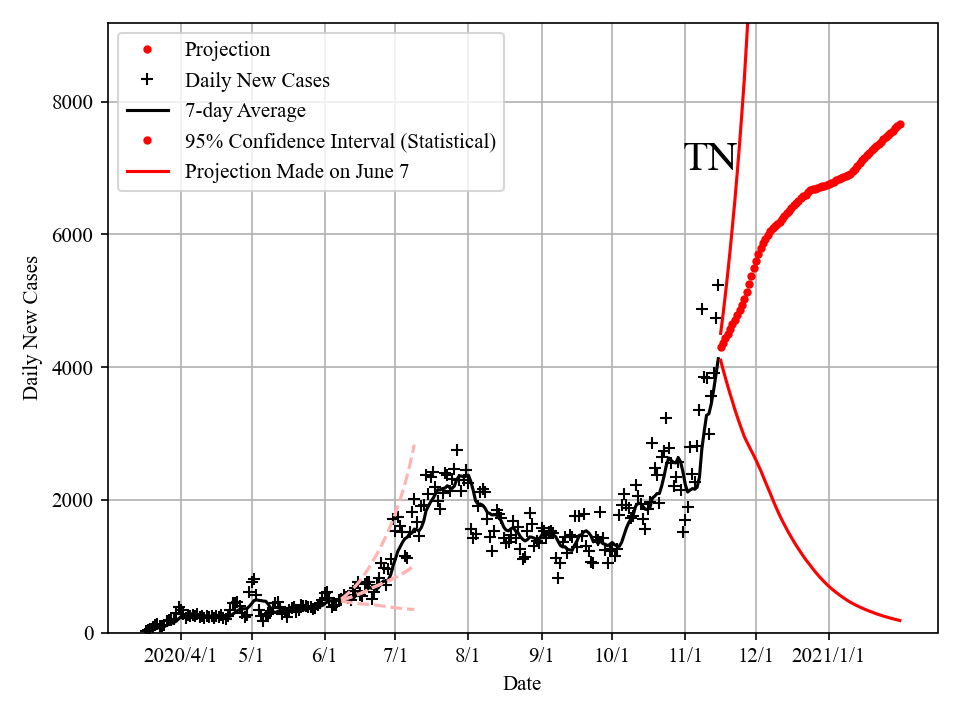 Projection
Daily New Cases
7-day Average
95% Confidence Interval (Statistical)
Projection Made on June 7
TN
8000
6000
4000
2000
0
Daily New Cases
2020/4/1 5/1 6/1 7/1 8/1 9/1 10/1 11/1 12/1 2021/1/1
Date